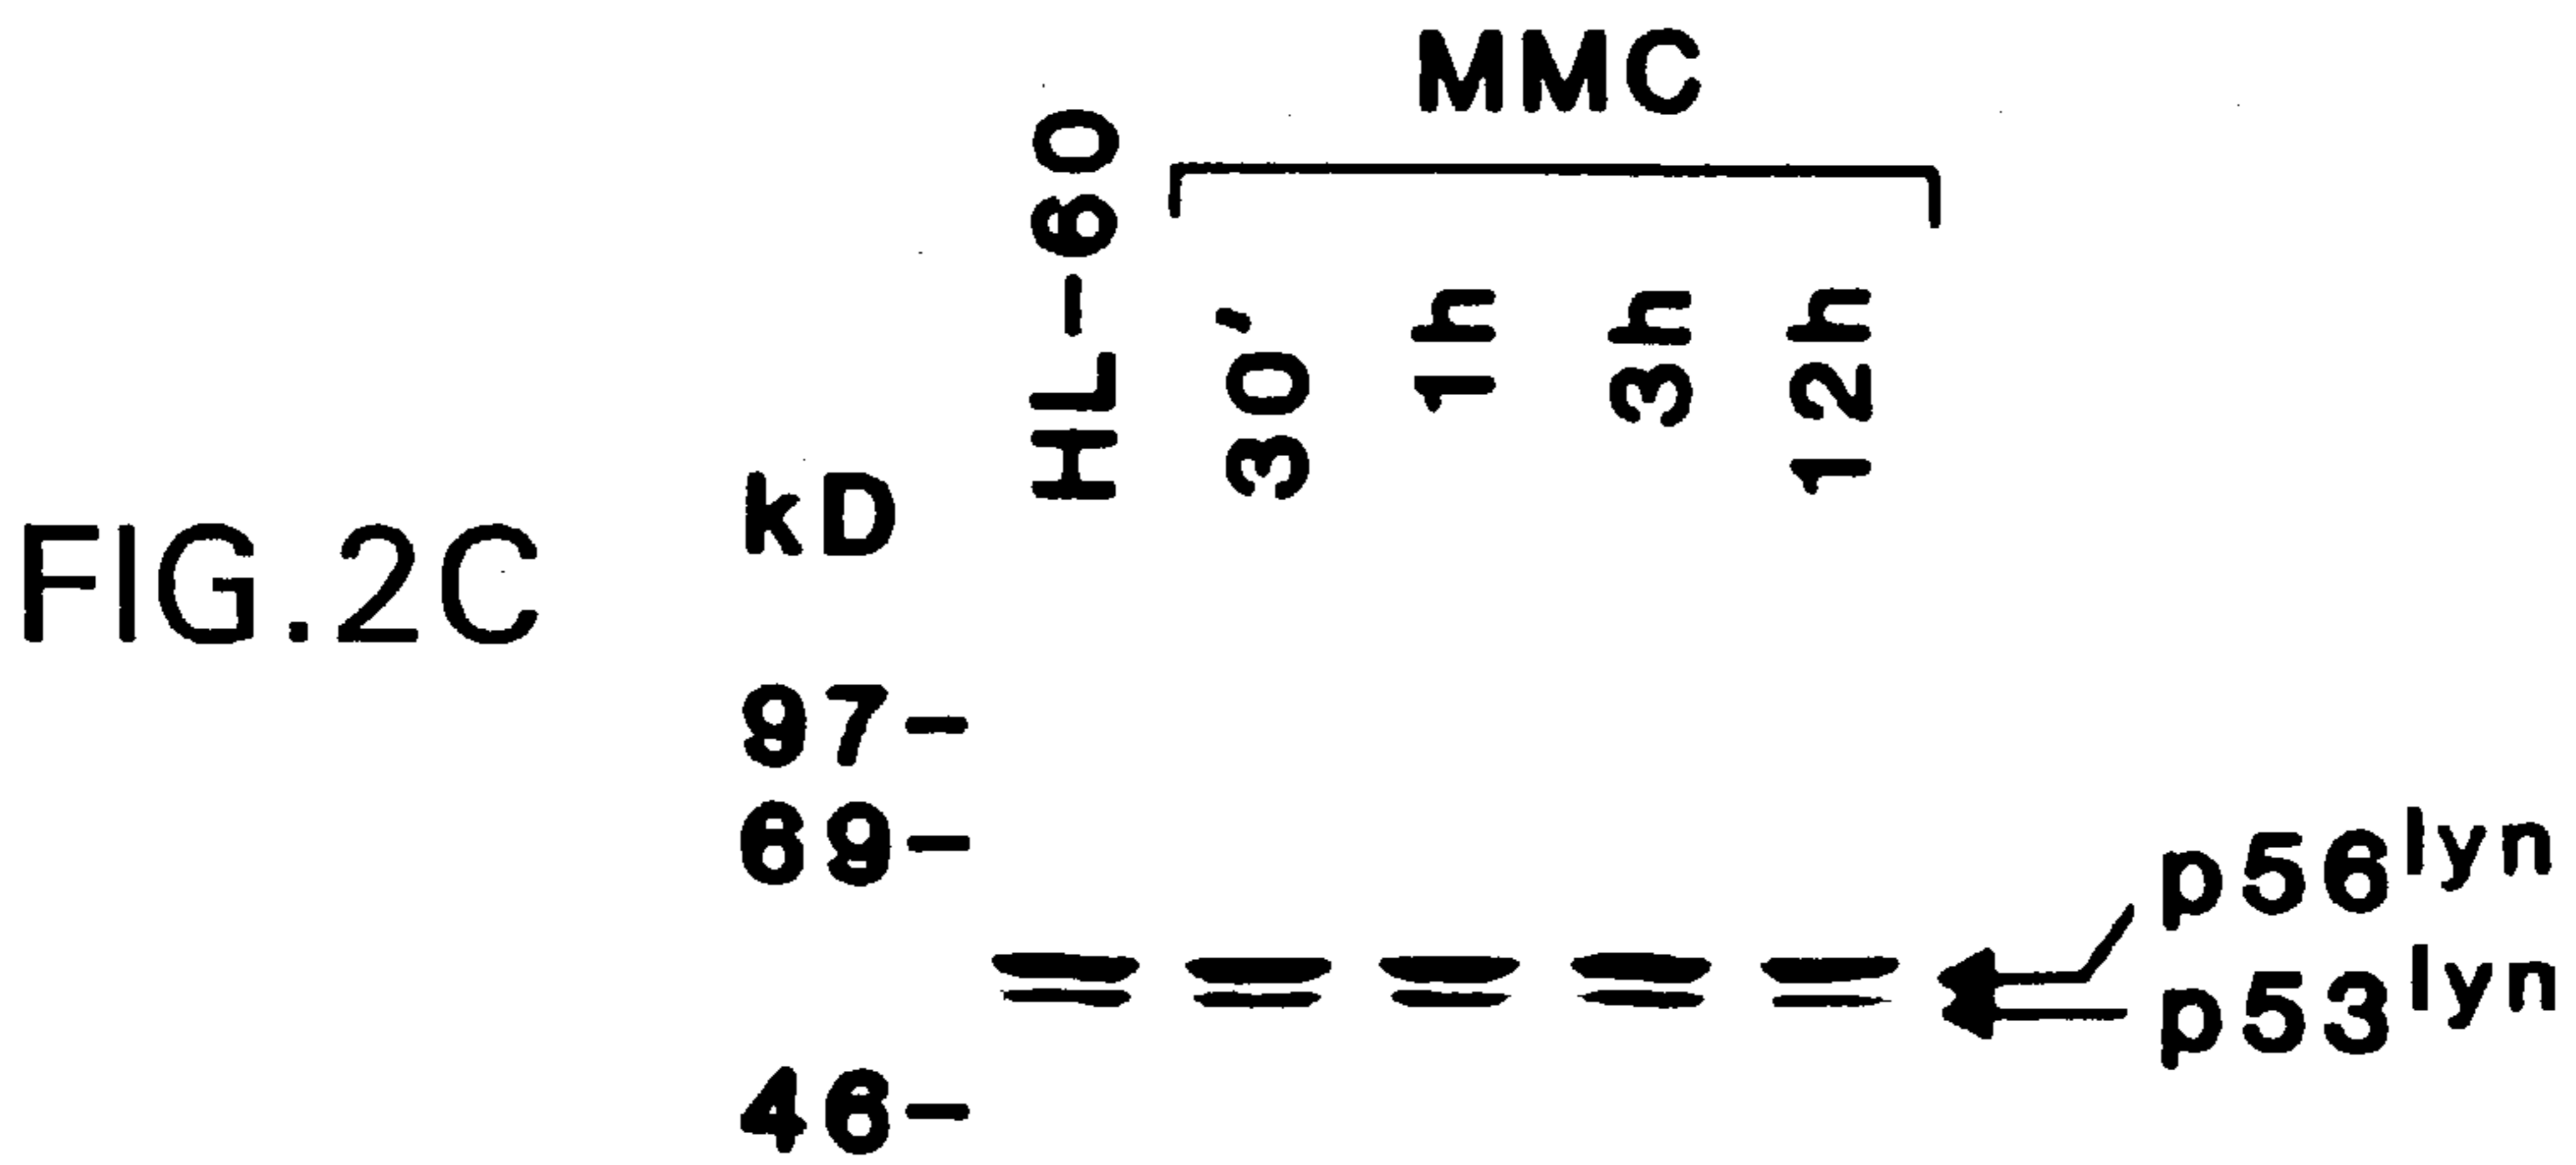 MMC
HL-60
30'
1h
3h
12h
kD
FIG.2C
97-
69-
p56lyn
p53lyn
46-